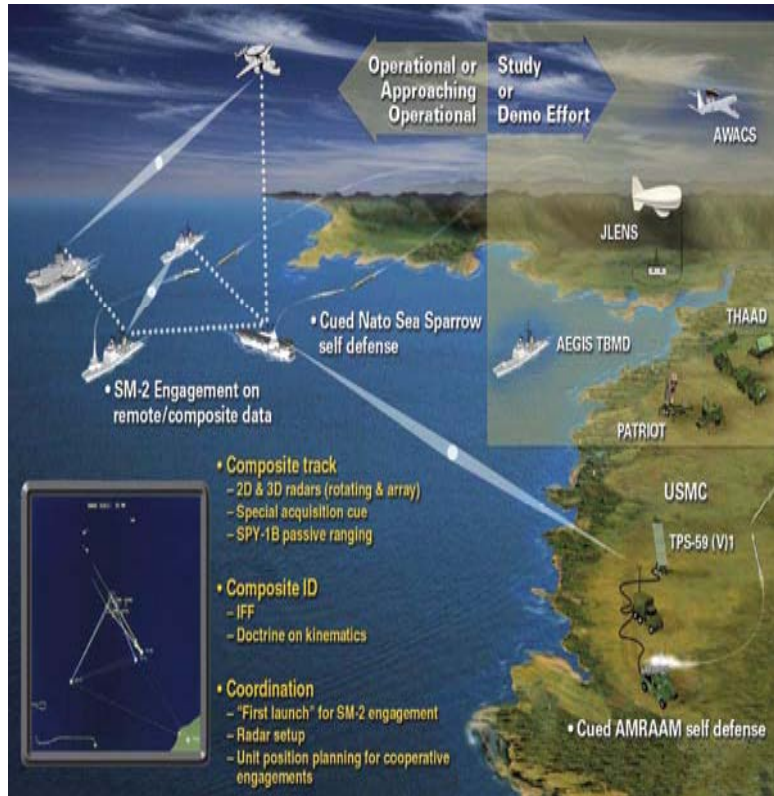 Operational or
Approaching
Operational
Study
or
Demo Effort
AWACS
JLENS
THAAD
• Cued Nato Sea Sparrow
self defense
AEGIS TBMD
• SM-2 Engagement on
remote/composite data
PATRIOT
• Composite track
– 2D & 3D radars (rotating & array)
– Special acquisition cue
– SPY-1B passive ranging
USMC
TPS-59 (V)1
• Composite ID
– IFF
– Doctrine on kinematics
• Coordination
– "First launch" for SM-2 engagement
– Radar setup
– Unit position planning for cooperative
engagements
• Cued AMRAAM self defense